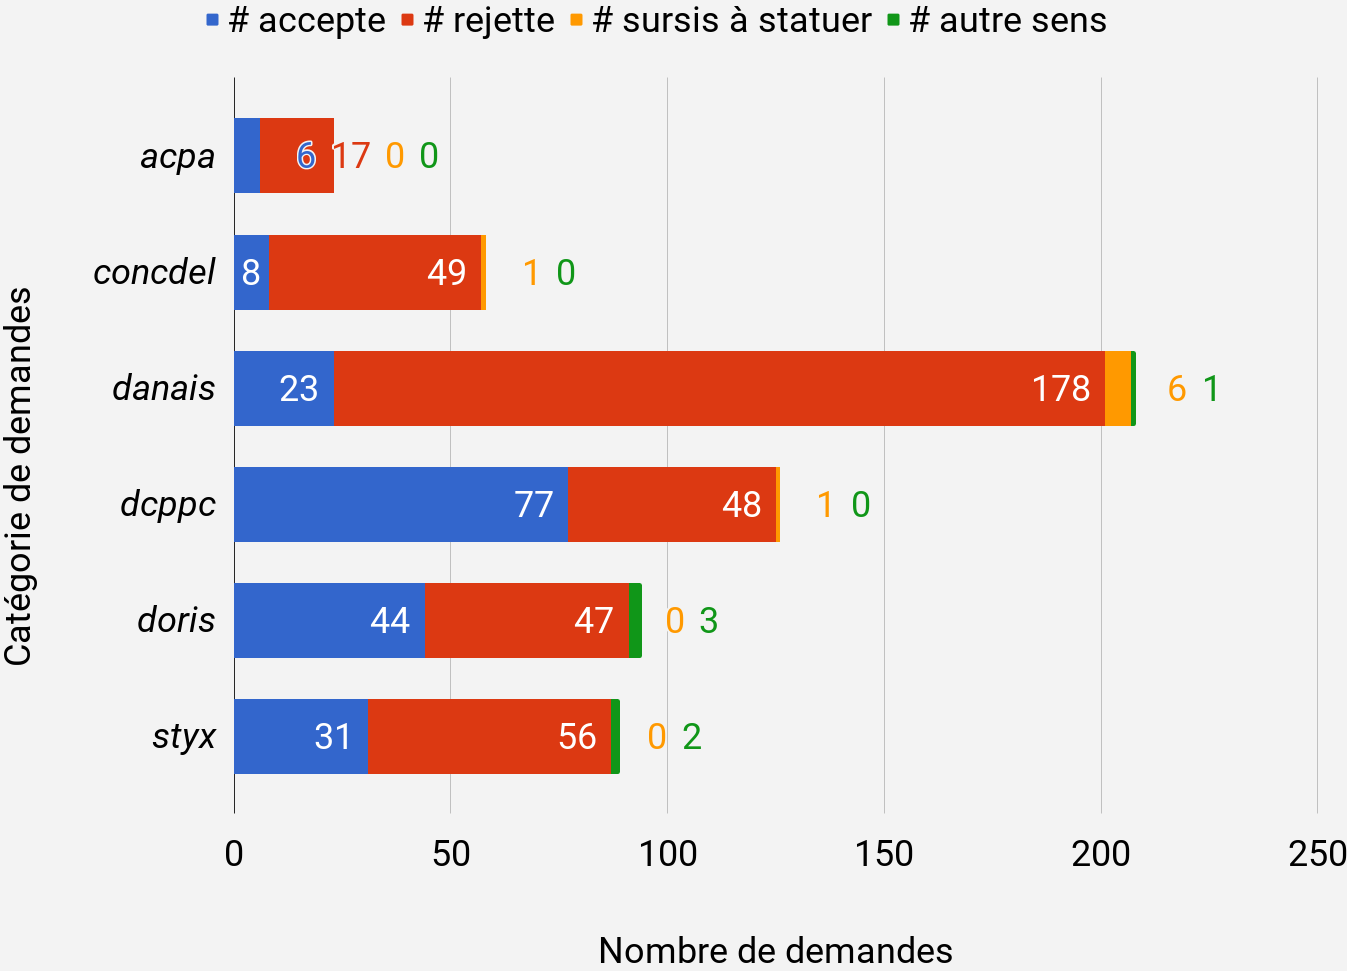 # accepte # rejette # sursis à statuer # autre sens
acpa 6 17 0 0
concdel 8 49 1 0
danais 23 178 6 1
dcppc 77 48 1 0
doris 44 47 0 3
styx 31 56 0 2
Catégorie de demandes
0 50 100 150 200 250
Nombre de demandes